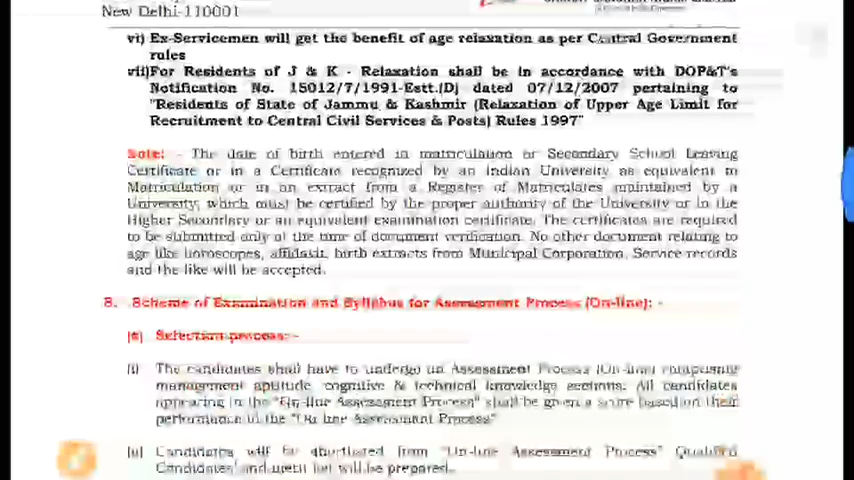 New Delhi-110001
vi) Ex-Servicemen will get the benefit of age relaxation as per Central Government
rules
vii)For Residents of J & K - Relaxation shall be in accordance with DOP&T's
Notification No. 15012/7/1991-Estt.(D) dated 07/12/2007 pertaining to
"Residents of State of Jammu & Kashmir (Relaxation of Upper Age Limit for
Recruitment to Central Civil Services & Posts) Rules 1997"
Note: - The date of birth entered in matriculation or Secondary School Leaving
Certificate or in a Certificate recognized by an Indian University as equivalent to
Matriculation or in an extract from a Register of Matriculates maintained by a
University, which must be certified by the proper authority of the University or in the
Higher Secondary or an equivalent examination certificate. The certificates are required
to be submitted only at the time of document verification. No other document relating to
age like horoscopes, affidavit, birth extracts from Municipal Corporation, Service records
and the like will be accepted.
8. Scheme of Examination and Syllabus for Assessment Process (On-line): -
Selection process:-
(i) The candidates shall have to undergo an Assessment Process (On-line) comprising
management aptitude, cognitive & technical knowledge sections. All candidates
appearing in the "On-line Assessment Process" shall be given a score based on their
performance in the "On line Assessment Process"
(ii) Candidates will be shortlisted from "On-line Assessment Process" Qualified
Candidates' and merit list will be prepared.